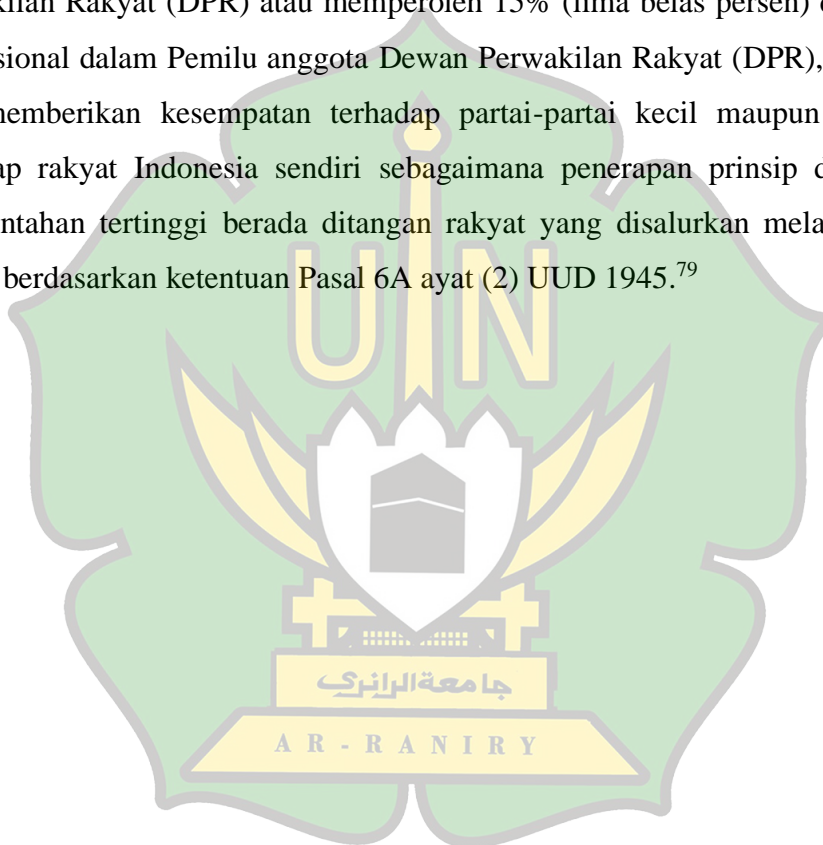 kilan Rakyat (DPR) atau memperoleh 15% (lima belas persen)
sional dalam Pemilu anggota Dewan Perwakilan Rakyat (DPR),
memberikan kesempatan terhadap partai-partai kecil maupun
ap rakyat Indonesia sendiri sebagaimana penerapan prinsip
ntahan tertinggi berada ditangan rakyat yang disalurkan
berdasarkan ketentuan Pasal 6A ayat (2) UUD 1945.79
UIN
جامعةالرانري
AR-RANIRY